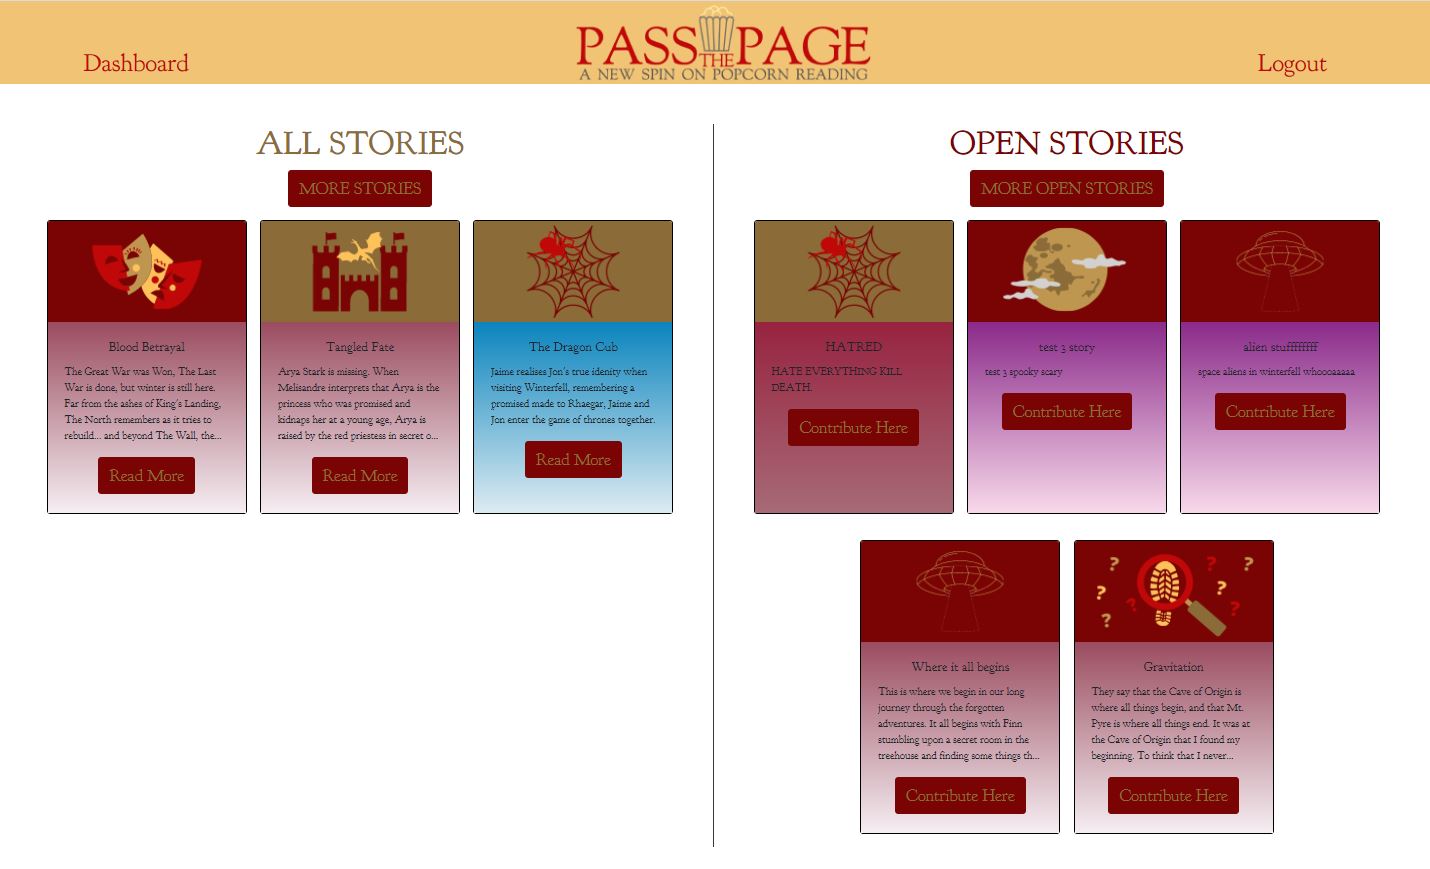 Dashboard
PASS THE PAGE
A NEW SPIN ON POPCORN READING
Logout
ALL STORIES
MORE STORIES
Blood Betrayal
The Great War was Won, The Last
War is done, but winter is still here.
Far from the ashes of King's Landing,
The North remembers as it tries to
rebuild... and beyond The Wall, the...
Read More
Tangled Fate
Arya Stark is missing. When
Melisandre interprets that Arya is the
princess who was promised and
kidnaps her at a young age, Arya is
raised by the red priestess in secret o...
Read More
The Dragon Cub
Jaime realises Jon's true idenity when
visiting Winterfell, remembering a
promised made to Rhaegar, Jaime and
Jon enter the game of thrones together.
Read More
OPEN STORIES
MORE OPEN STORIES
HATRED
HATE EVERYTHING KILL
DEATH.
Contribute Here
test 3 story
test 3 spooky scary
Contribute Here
alien stuffffffff
space aliens in winterfell whoooaaaaa
Contribute Here
Where it all begins
This is where we begin in our long
journey through the forgotten
adventures. It all begins with Finn
stumbling upon a secret room in the
treehouse and finding some things th...
Contribute Here
? ? ? ? ? ? ? ? ?
Gravitation
They say that the Cave of Origin is
where all things begin, and that Mt.
Pyre is where all things end. It was at
the Cave of Origin that I found my
beginning. To think that I never...
Contribute Here